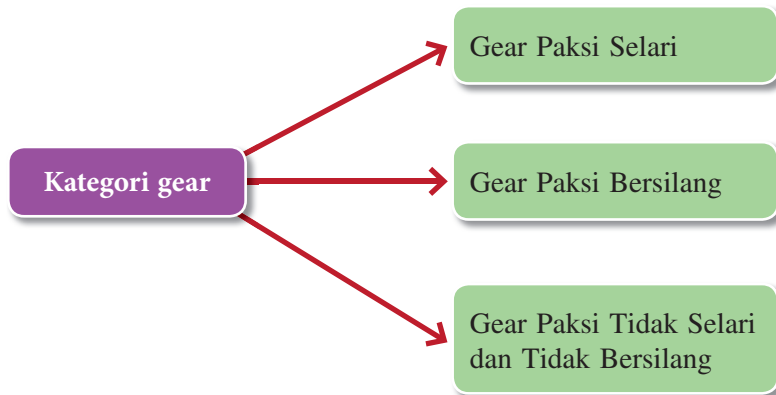 Kategori gear
Gear Paksi Selari
Gear Paksi Bersilang
Gear Paksi Tidak Selari
dan Tidak Bersilang